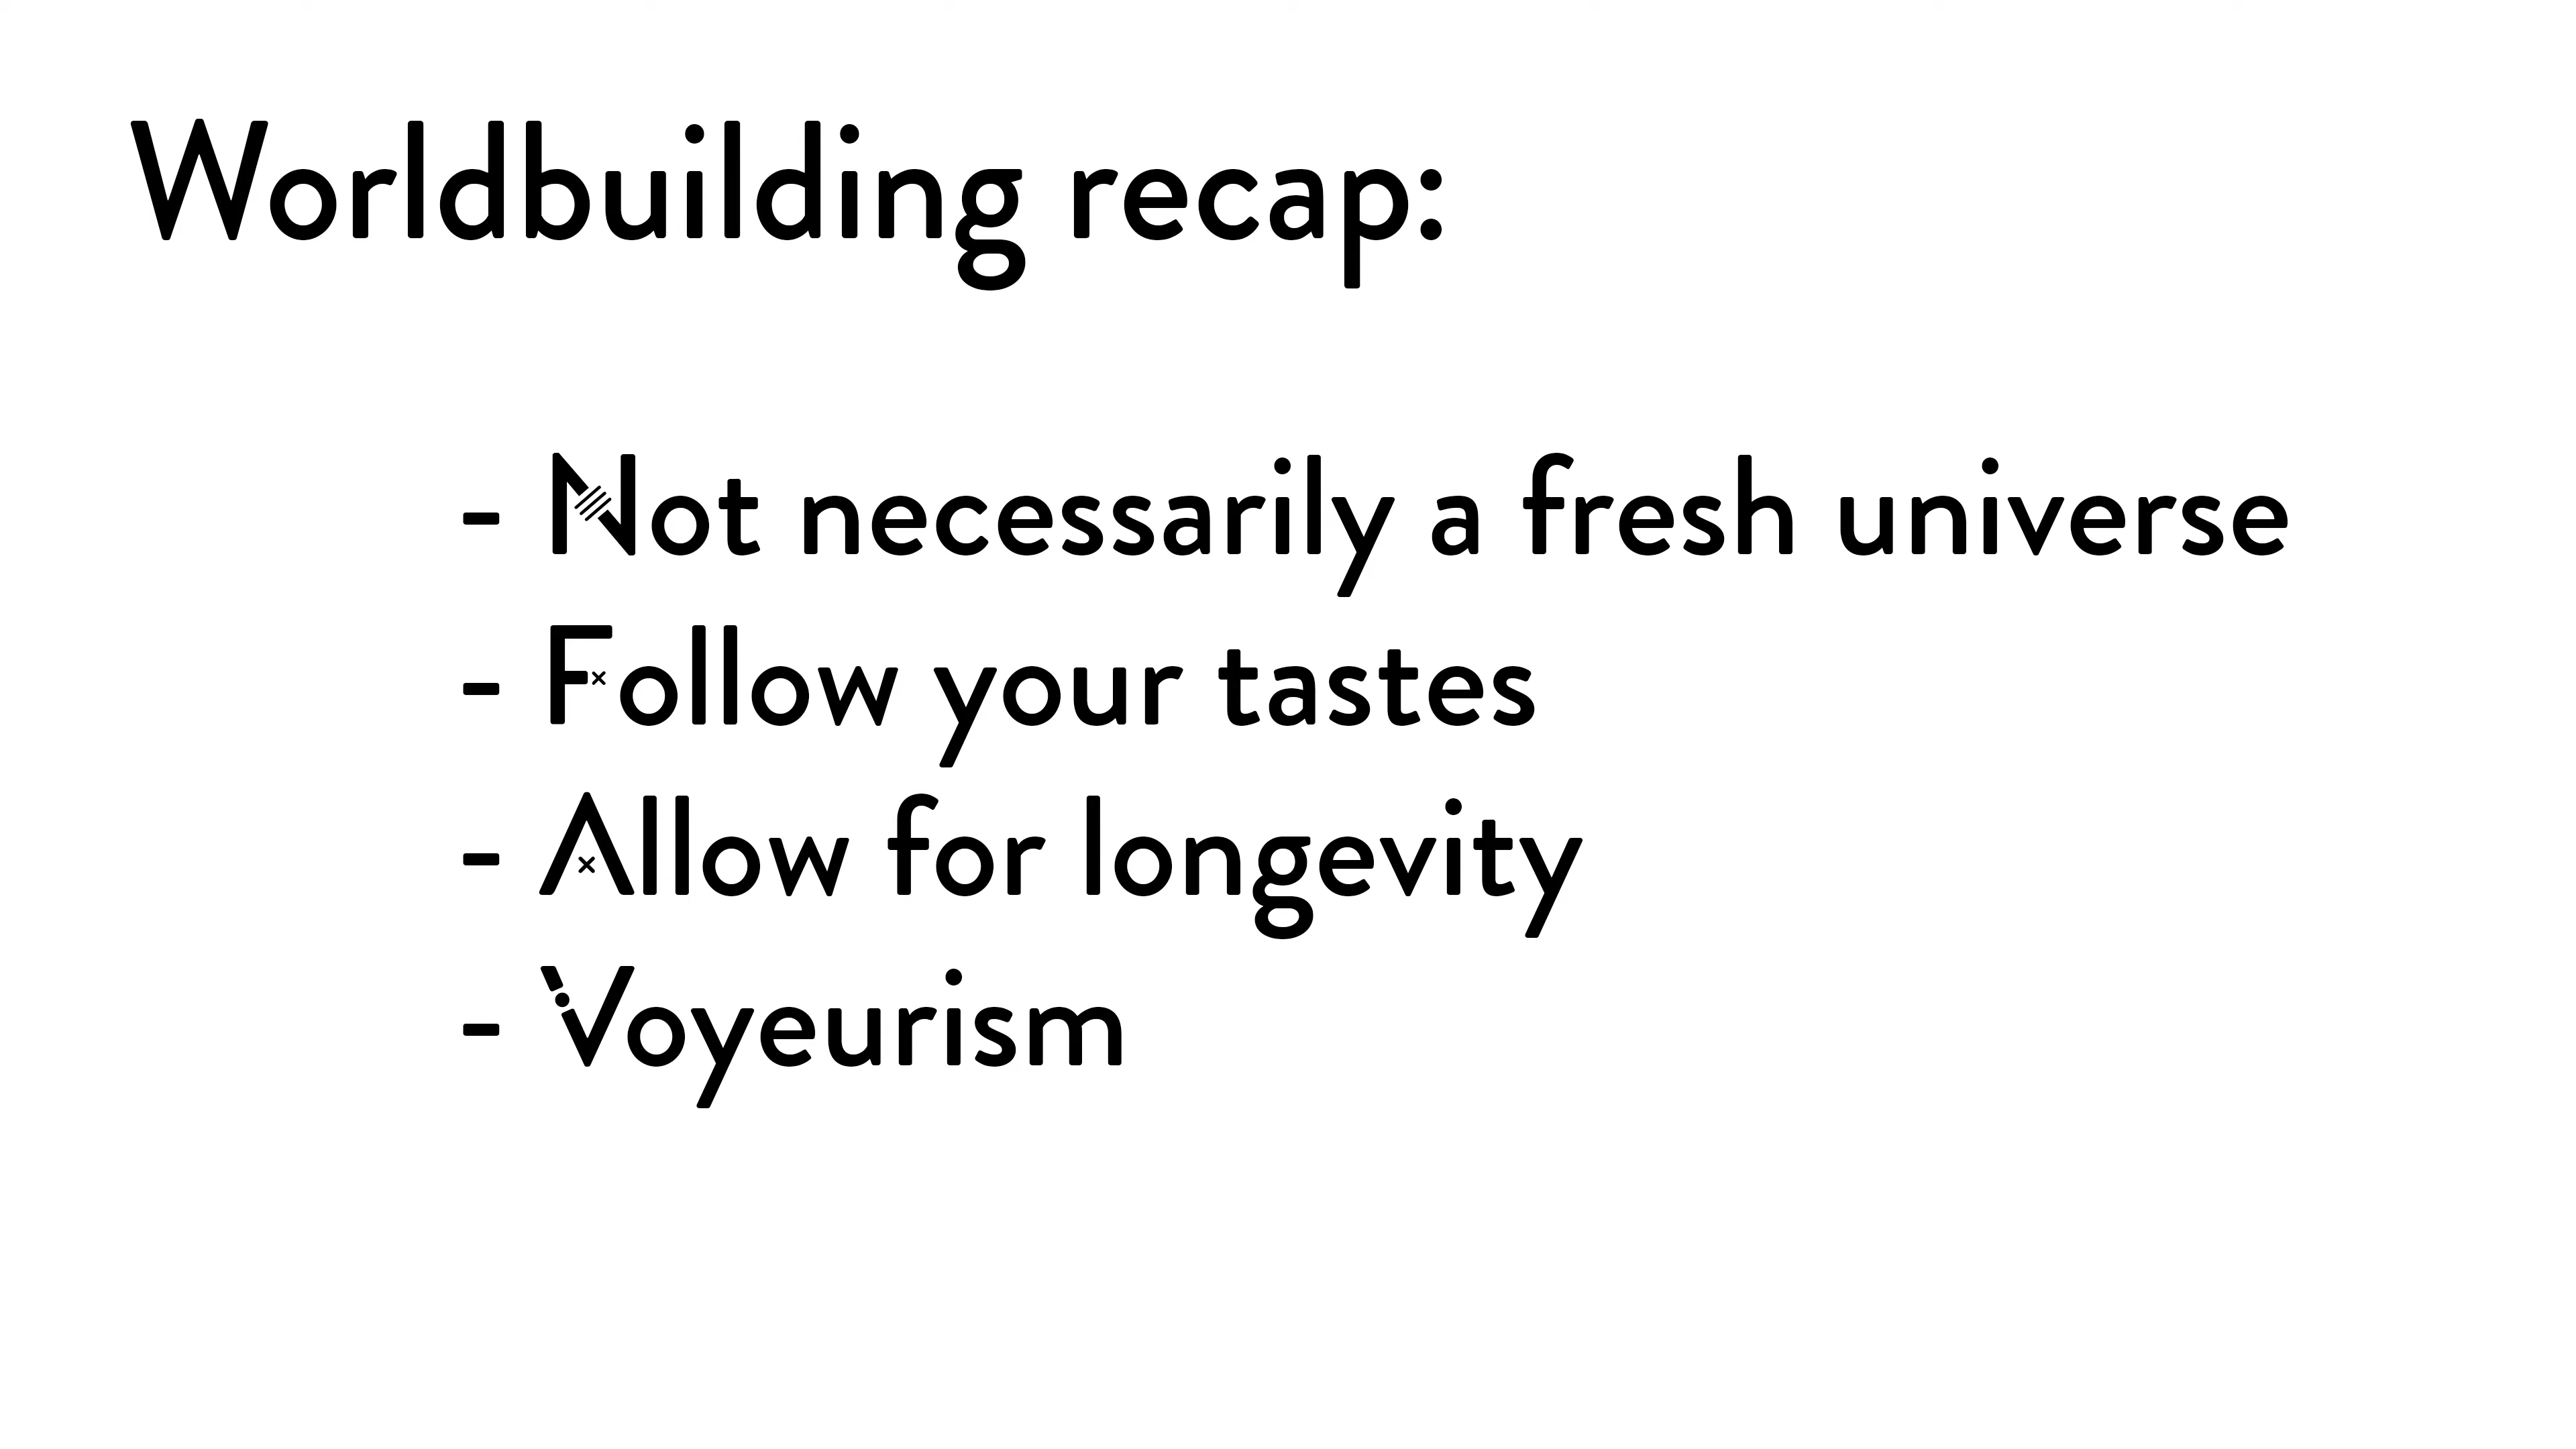 Worldbuilding recap:
- Not necessarily a fresh universe
- Follow your tastes
- Allow for longevity
- Voyeurism